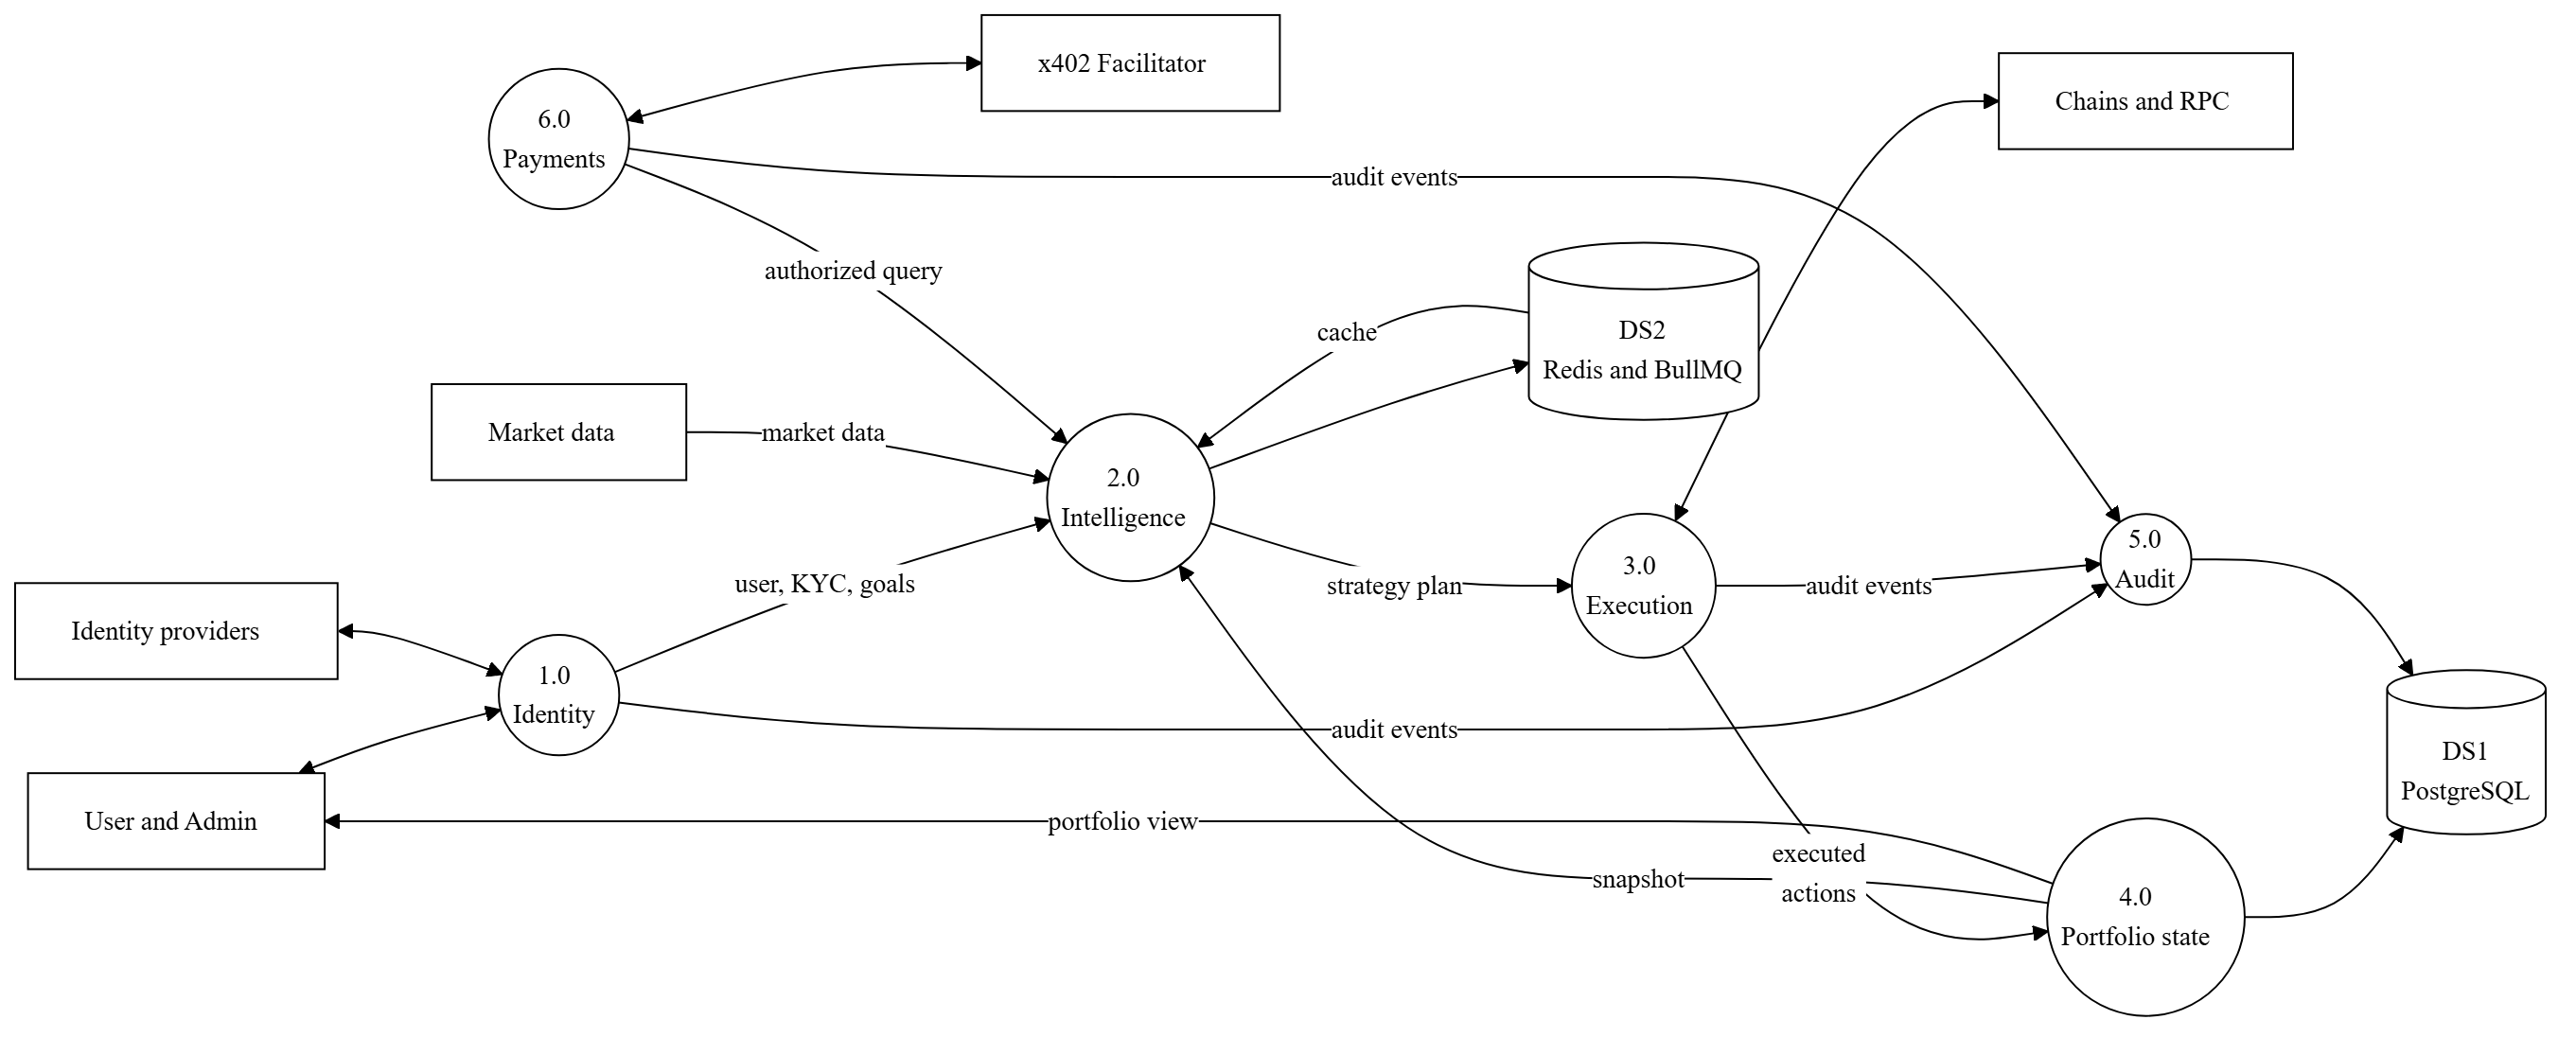 x402 Facilitator
Chains and RPC
6.0
Payments
audit events
authorized query
DS2
Redis and BullMQ
cache
Market data
market data
2.0
Intelligence
user, KYC, goals
strategy plan
3.0
Execution
audit events
5.0
Audit
Identity providers
1.0
Identity
audit events
DS1
PostgreSQL
User and Admin
portfolio view
executed
actions
snapshot
4.0
Portfolio state